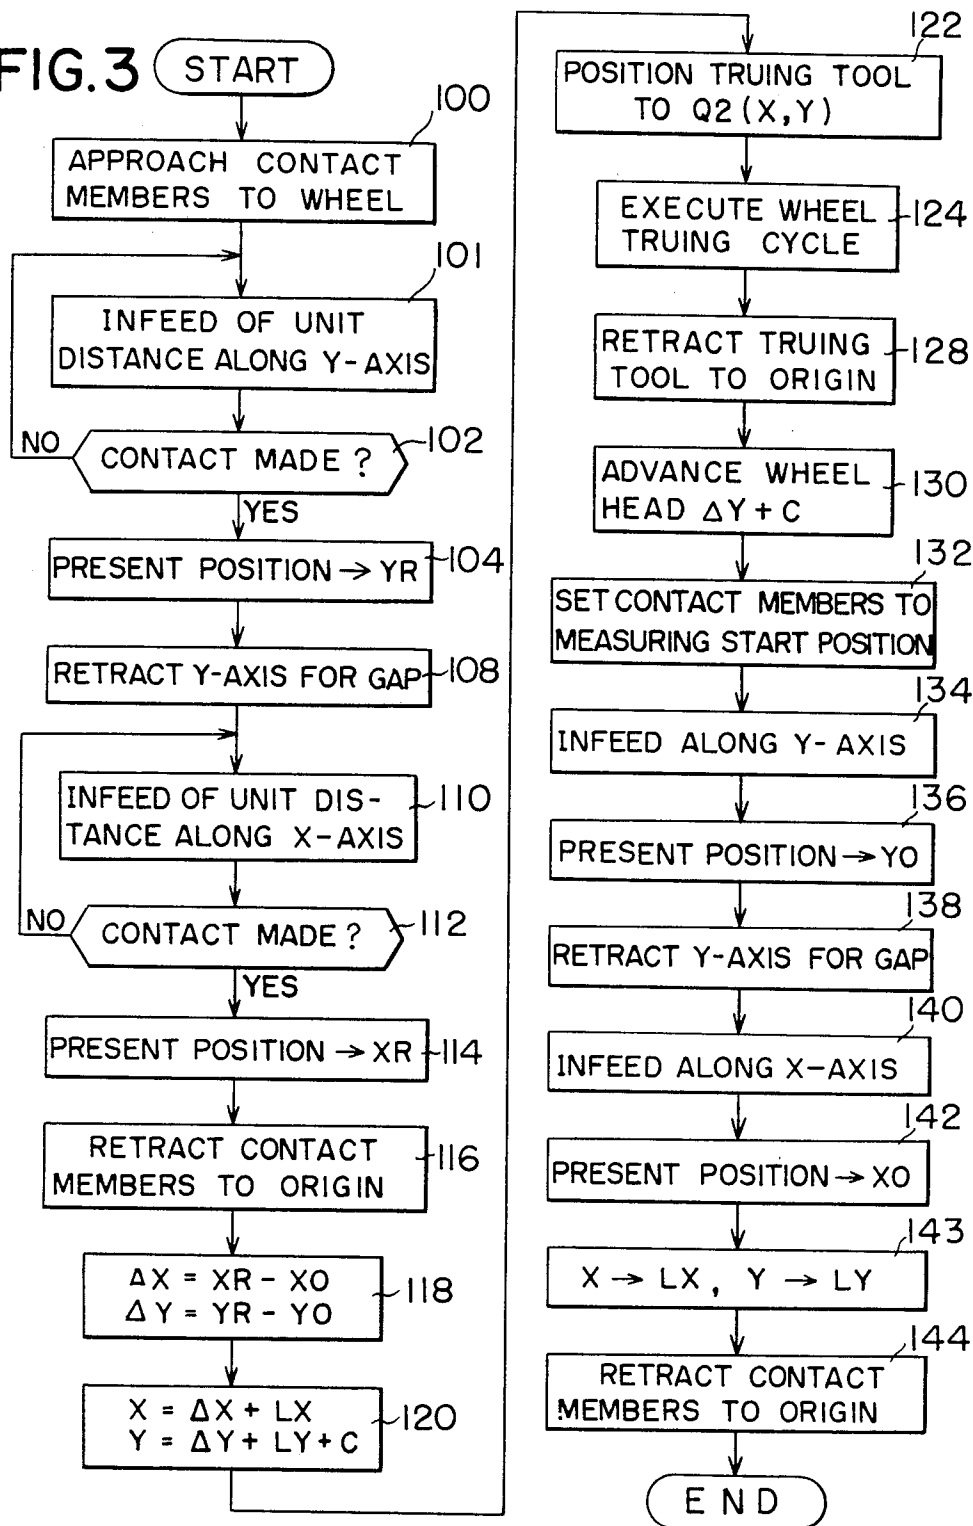 FIG. 3
START
100
APPROACH CONTACT
MEMBERS TO WHEEL
101
INFEED OF UNIT
DISTANCE ALONG Y-AXIS
102
NO
CONTACT MADE ?
YES
PRESENT POSITION → YR
104
RETRACT Y-AXIS FOR GAP
108
INFEED OF UNIT DIS-
TANCE ALONG X-AXIS
110
NO
CONTACT MADE ?
112
YES
PRESENT POSITION → XR
114
RETRACT CONTACT
MEMBERS TO ORIGIN
116
ΔX = XR - XO
ΔY = YR - YO
118
X = ΔX + LX
Y = ΔY + LY + C
120
122
POSITION TRUING TOOL
TO Q2 (X, Y)
EXECUTE WHEEL
TRUING CYCLE
124
RETRACT TRUING
TOOL TO ORIGIN
128
ADVANCE WHEEL
HEAD ΔY + C
130
132
SET CONTACT MEMBERS TO
MEASURING START POSITION
134
INFEED ALONG Y-AXIS
136
PRESENT POSITION → YO
138
RETRACT Y-AXIS FOR GAP
140
INFEED ALONG X-AXIS
142
PRESENT POSITION → XO
143
X → LX, Y → LY
144
RETRACT CONTACT
MEMBERS TO ORIGIN
END